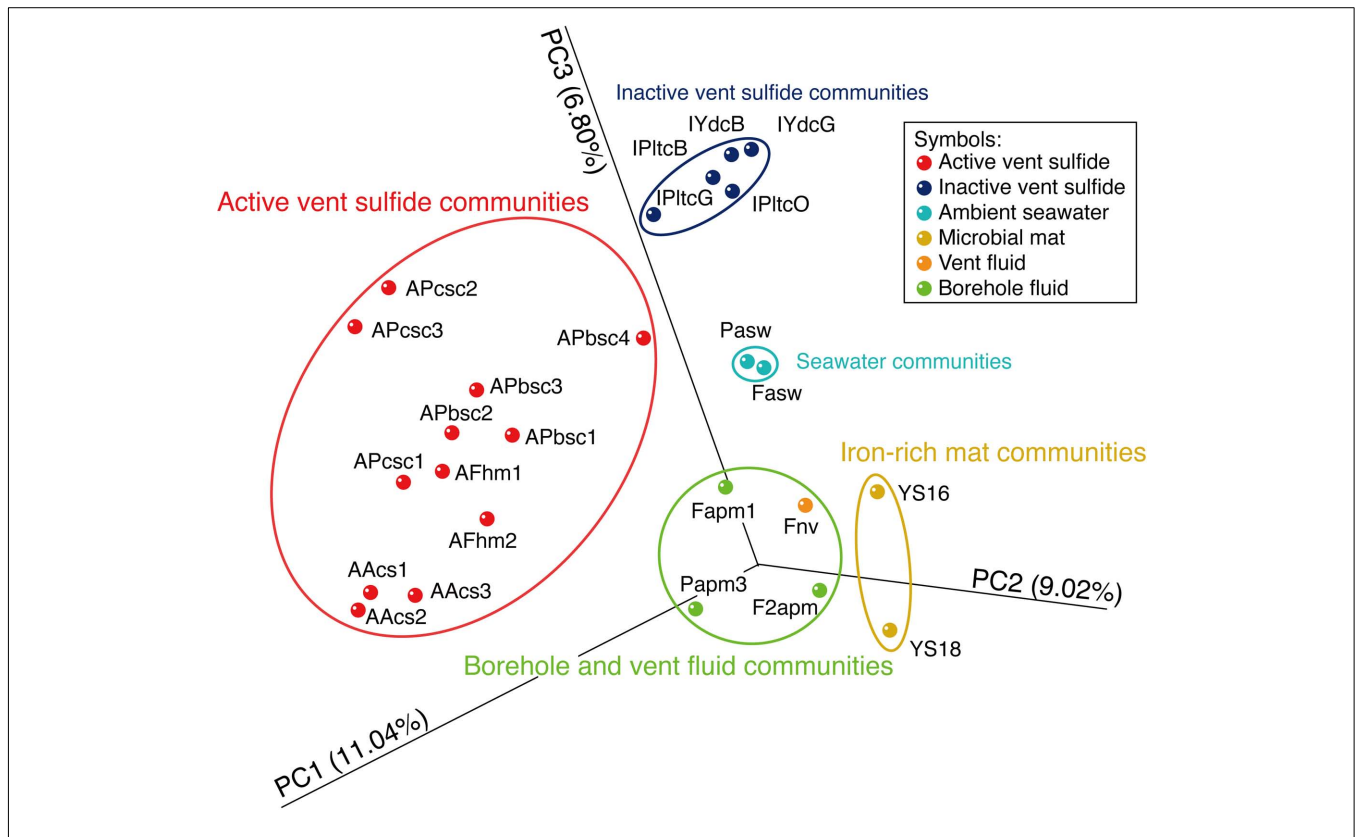 PC3 (6.80%)
Inactive vent sulfide communities
IYdcB
IYdcG
IPltcB
IPltcG
IPltcO
Symbols:
Active vent sulfide
Inactive vent sulfide
Ambient seawater
Microbial mat
Vent fluid
Borehole fluid
Active vent sulfide communities
APcsc2
APcsc3
APbsc4
APbsc3
APbsc2
APbsc1
APcsc1
AFhm1
AFhm2
AAcs1
AAcs3
AAcs2
Pasw
Seawater communities
Fasw
Iron-rich mat communities
YS16
Fapm1
Fnv
Papm3
F2apm
PC2 (9.02%)
YS18
Borehole and vent fluid communities
PC1 (11.04%)